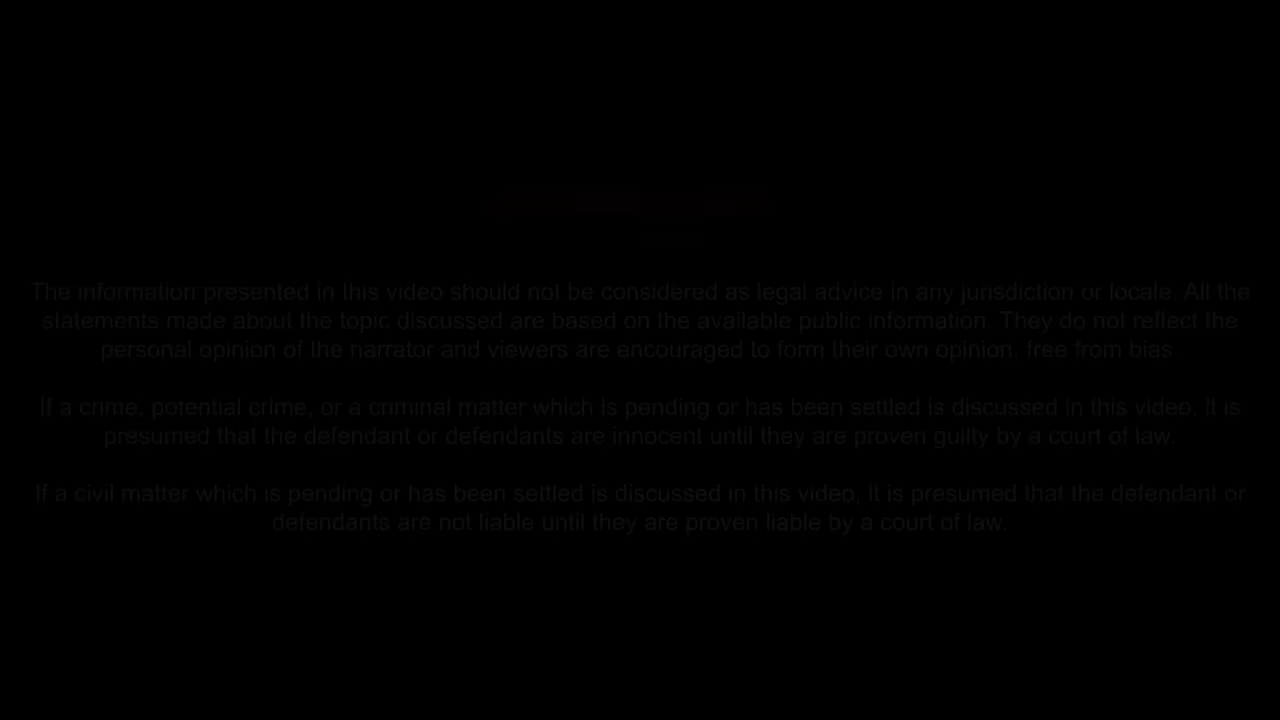 The information presented in this video should not be considered as legal advice in any jurisdiction or locale. All the
statements made about the topic discussed are based on the available public information. They do not reflect the
personal opinion of the narrator and viewers are encouraged to form their own opinion, free from bias
If a crime, potential crime, or a criminal matter which is pending or has been settled is discussed in this video, it is
presumed that the defendant or defendants are innocent until they are proven guilty by a court of law.
If a civil matter which is pending or has been settled is discussed in this video, it is presumed that the defendant or
defendants are not liable until they are proven liable by a court of law.